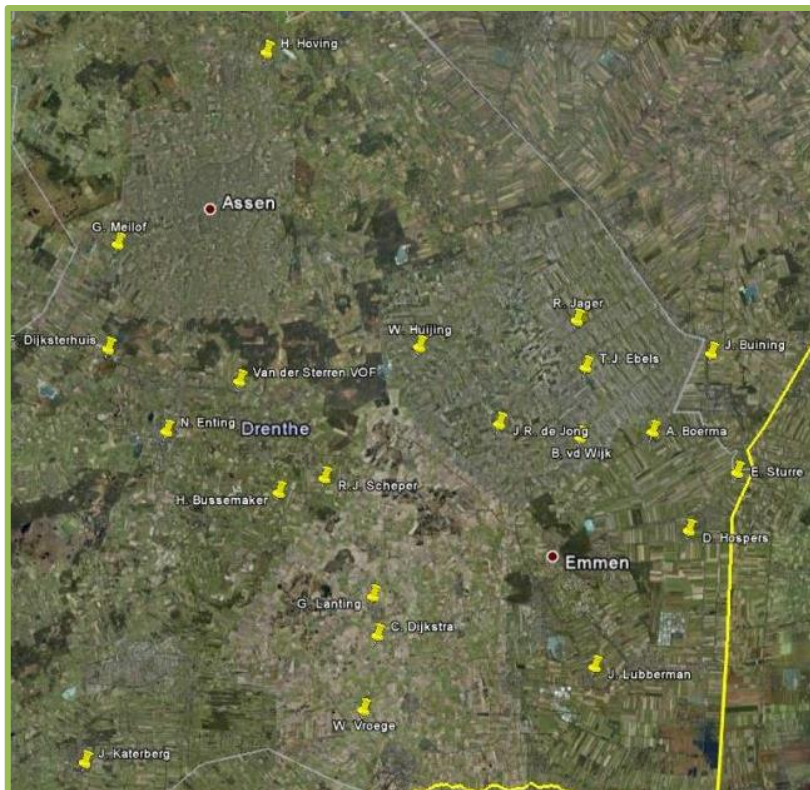 H. Hoving
Assen
G. Meilof
R. Jager
W. Huijing
F. Dijksterhuis
J. Buining
T.J. Ebels
Van der Sterren VOF
N. Enting
Drenthe
J.R. de Jong
A. Boerma
B. vd Wijk
E. Sturre
R.J. Scheper
H. Bussemaker
D. Hospers
Emmen
G. Lanting
C. Dijkstra
J. Lubberman
W. Vroege
J. Katerberg